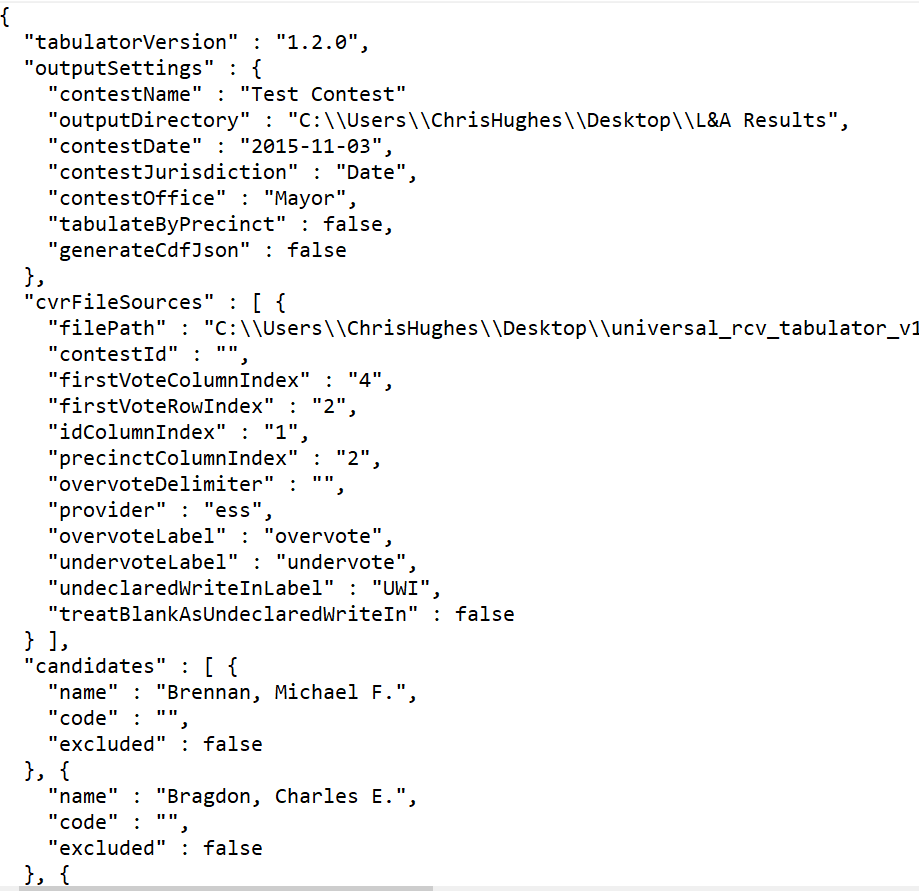 {
  "tabulatorVersion" : "1.2.0",
  "outputSettings" : {
    "contestName" : "Test Contest"
    "outputDirectory" : "C:\\Users\\ChrisHughes\\Desktop\\L&A Results",
    "contestDate" : "2015-11-03",
    "contestJurisdiction" : "Date",
    "contestOffice" : "Mayor",
    "tabulateByPrecinct" : false,
    "generateCdfJson" : false
  },
  "cvrFileSources" : [ {
    "filePath" : "C:\\Users\\ChrisHughes\\Desktop\\universal_rcv_tabulator_v1
    "contestId" : "",
    "firstVoteColumnIndex" : "4",
    "firstVoteRowIndex" : "2",
    "idColumnIndex" : "1",
    "precinctColumnIndex" : "2",
    "overvoteDelimiter" : "",
    "provider" : "ess",
    "overvoteLabel" : "overvote",
    "undervoteLabel" : "undervote",
    "undeclaredWriteInLabel" : "UWI",
    "treatBlankAsUndeclaredWriteIn" : false
  } ],
  "candidates" : [ {
    "name" : "Brennan, Michael F.",
    "code" : "",
    "excluded" : false
  }, {
    "name" : "Bragdon, Charles E.",
    "code" : "",
    "excluded" : false
  }, {